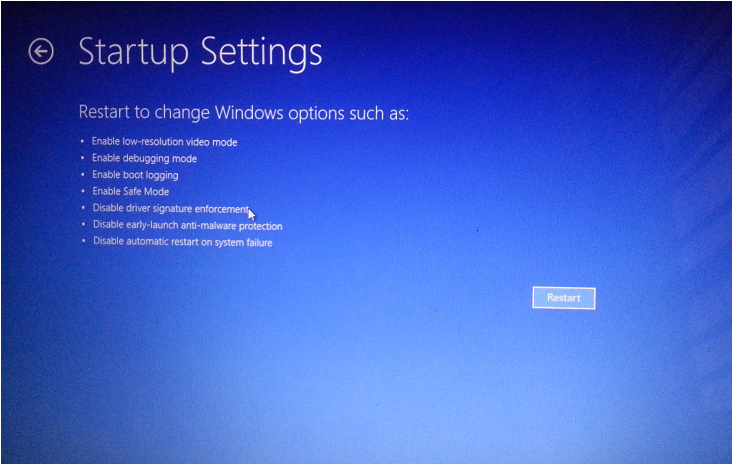 Startup Settings
Restart to change Windows options such as:
• Enable low-resolution video mode
• Enable debugging mode
• Enable boot logging
• Enable Safe Mode
• Disable driver signature enforcement
• Disable early-launch anti-malware protection
• Disable automatic restart on system failure
Restart